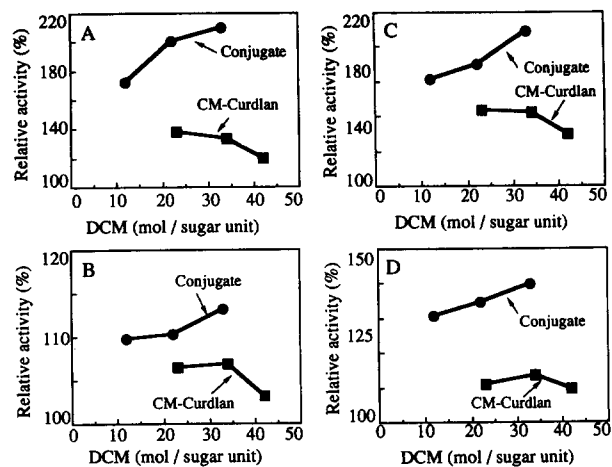 A
Relative activity (%)
220
180
140
100
Conjugate
CM-Curdlan
0 10 20 30 40 50
DCM (mol / sugar unit)
C
Relative activity (%)
220
180
140
100
Conjugate
CM-Curdlan
0 10 20 30 40 50
DCM (mol / sugar unit)
B
Relative activity (%)
110
110
100
Conjugate
CM-Curdlan
0 10 20 30 40 50
DCM (mol / sugar unit)
D
Relative activity (%)
150
125
110
Conjugate
CM-Curdlan
0 10 20 30 40 50
DCM (mol / sugar unit)